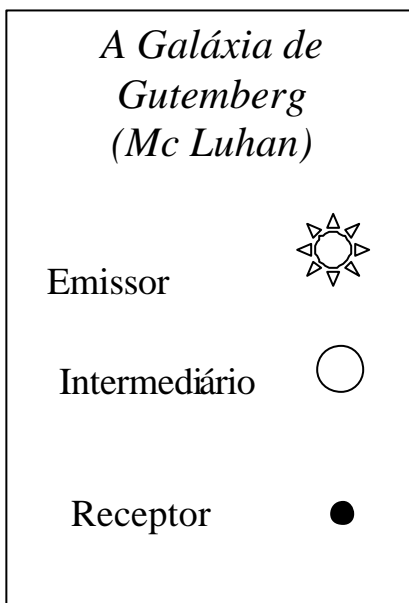 A Galáxia de
Gutemberg
(Mc Luhan)
Emissor
Intermediário
Receptor